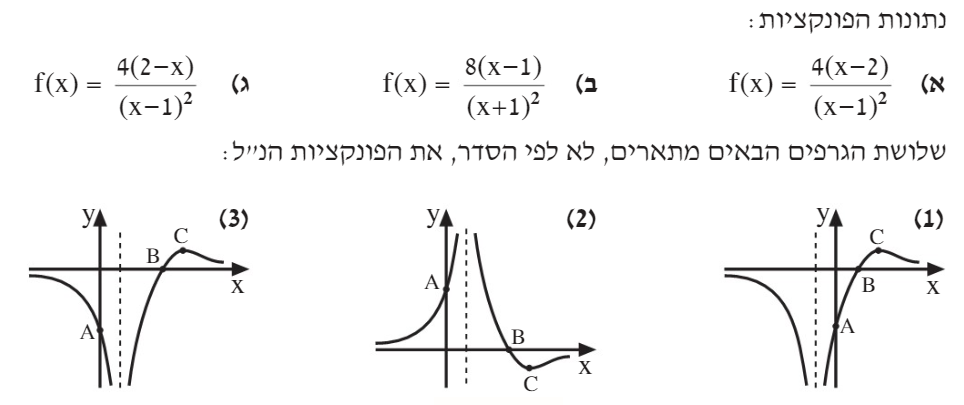 נתונות הפונקציות:
א) f(x) = 4(x−2) / (x−1)² ב) f(x) = 8(x−1) / (x+1)² ג) f(x) = 4(2−x) / (x−1)²
שלושת הגרפים הבאים מתארים, לא לפי הסדר, את הפונקציות הנ״ל:
(1) y x A B C
(2) y x A B C
(3) y x A B C